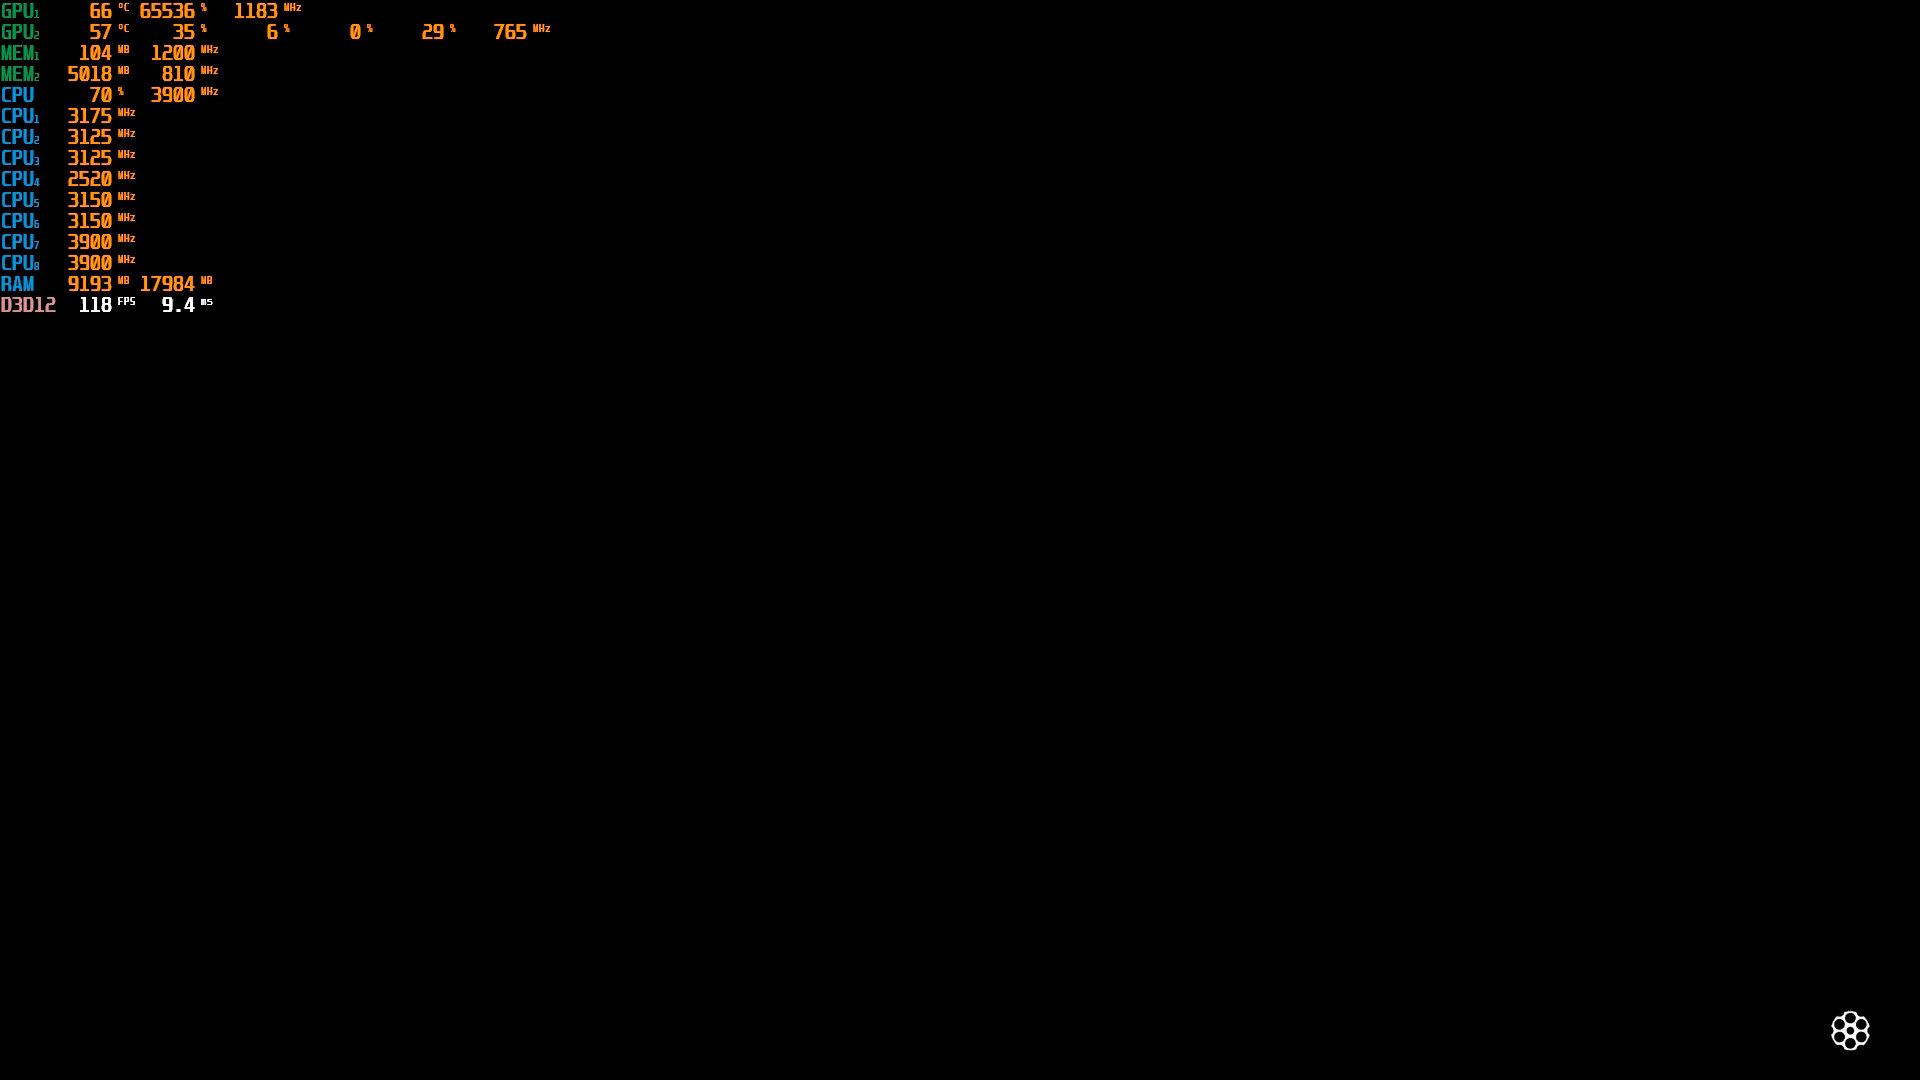 GPU1 66 °C 65536 % 1183 MHz
GPU2 57 °C 35 % 6 % 0 % 29 % 765 MHz
MEM1 104 MB 1200 MHz
MEM2 5018 MB 810 MHz
CPU 70 % 3900 MHz
CPU1 3175 MHz
CPU2 3125 MHz
CPU3 3125 MHz
CPU4 2520 MHz
CPU5 3150 MHz
CPU6 3150 MHz
CPU7 3900 MHz
CPU8 3900 MHz
RAM 9193 MB 17984 MB
D3D12 118 FPS 9.4 ms